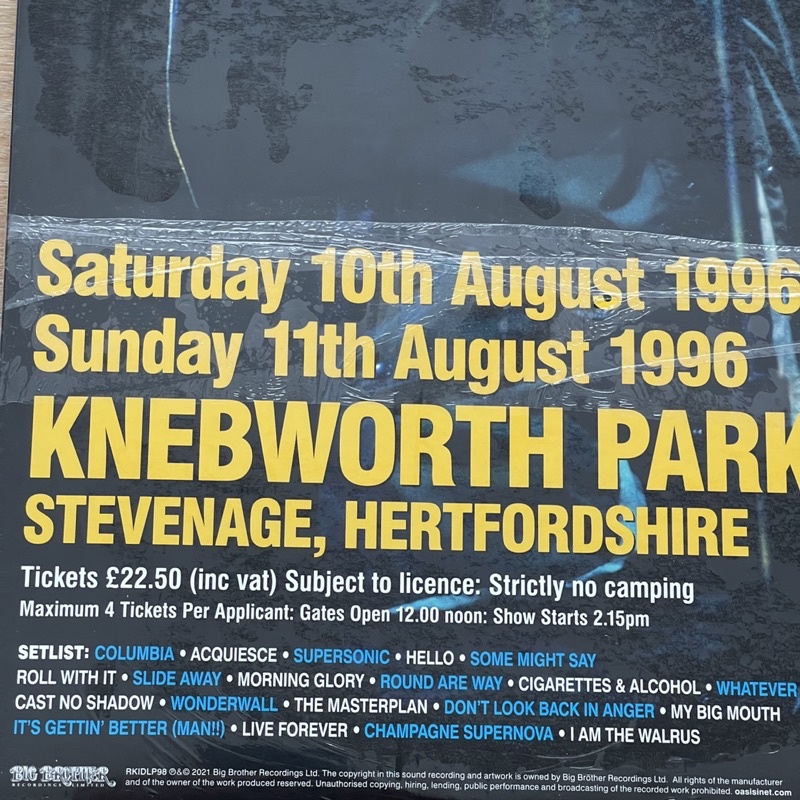 Saturday 10th August 1996
Sunday 11th August 1996
KNEBWORTH PARK
STEVENAGE, HERTFORDSHIRE
Tickets £22.50 (inc vat) Subject to licence: Strictly no camping
Maximum 4 Tickets Per Applicant: Gates Open 12.00 noon: Show Starts 2.15pm
SETLIST: COLUMBIA • ACQUIESCE • SUPERSONIC • HELLO • SOME MIGHT SAY
ROLL WITH IT • SLIDE AWAY • MORNING GLORY • ROUND ARE WAY • CIGARETTES & ALCOHOL • WHATEVER
CAST NO SHADOW • WONDERWALL • THE MASTERPLAN • DON'T LOOK BACK IN ANGER • MY BIG MOUTH
IT'S GETTIN' BETTER (MAN!!) • LIVE FOREVER • CHAMPAGNE SUPERNOVA • I AM THE WALRUS
BIG BROTHER
RECORDINGS LIMITED
RKIDLP98 ℗&© 2021 Big Brother Recordings Ltd. The copyright in this sound recording and artwork is owned by Big Bröther Recordings Ltd. All rights of the manufacturer
and of the owner of the work produced reserved. Unauthorised copying, hiring, lending, public performance and broadcasting of the recorded work prohibited. oasisinet.com